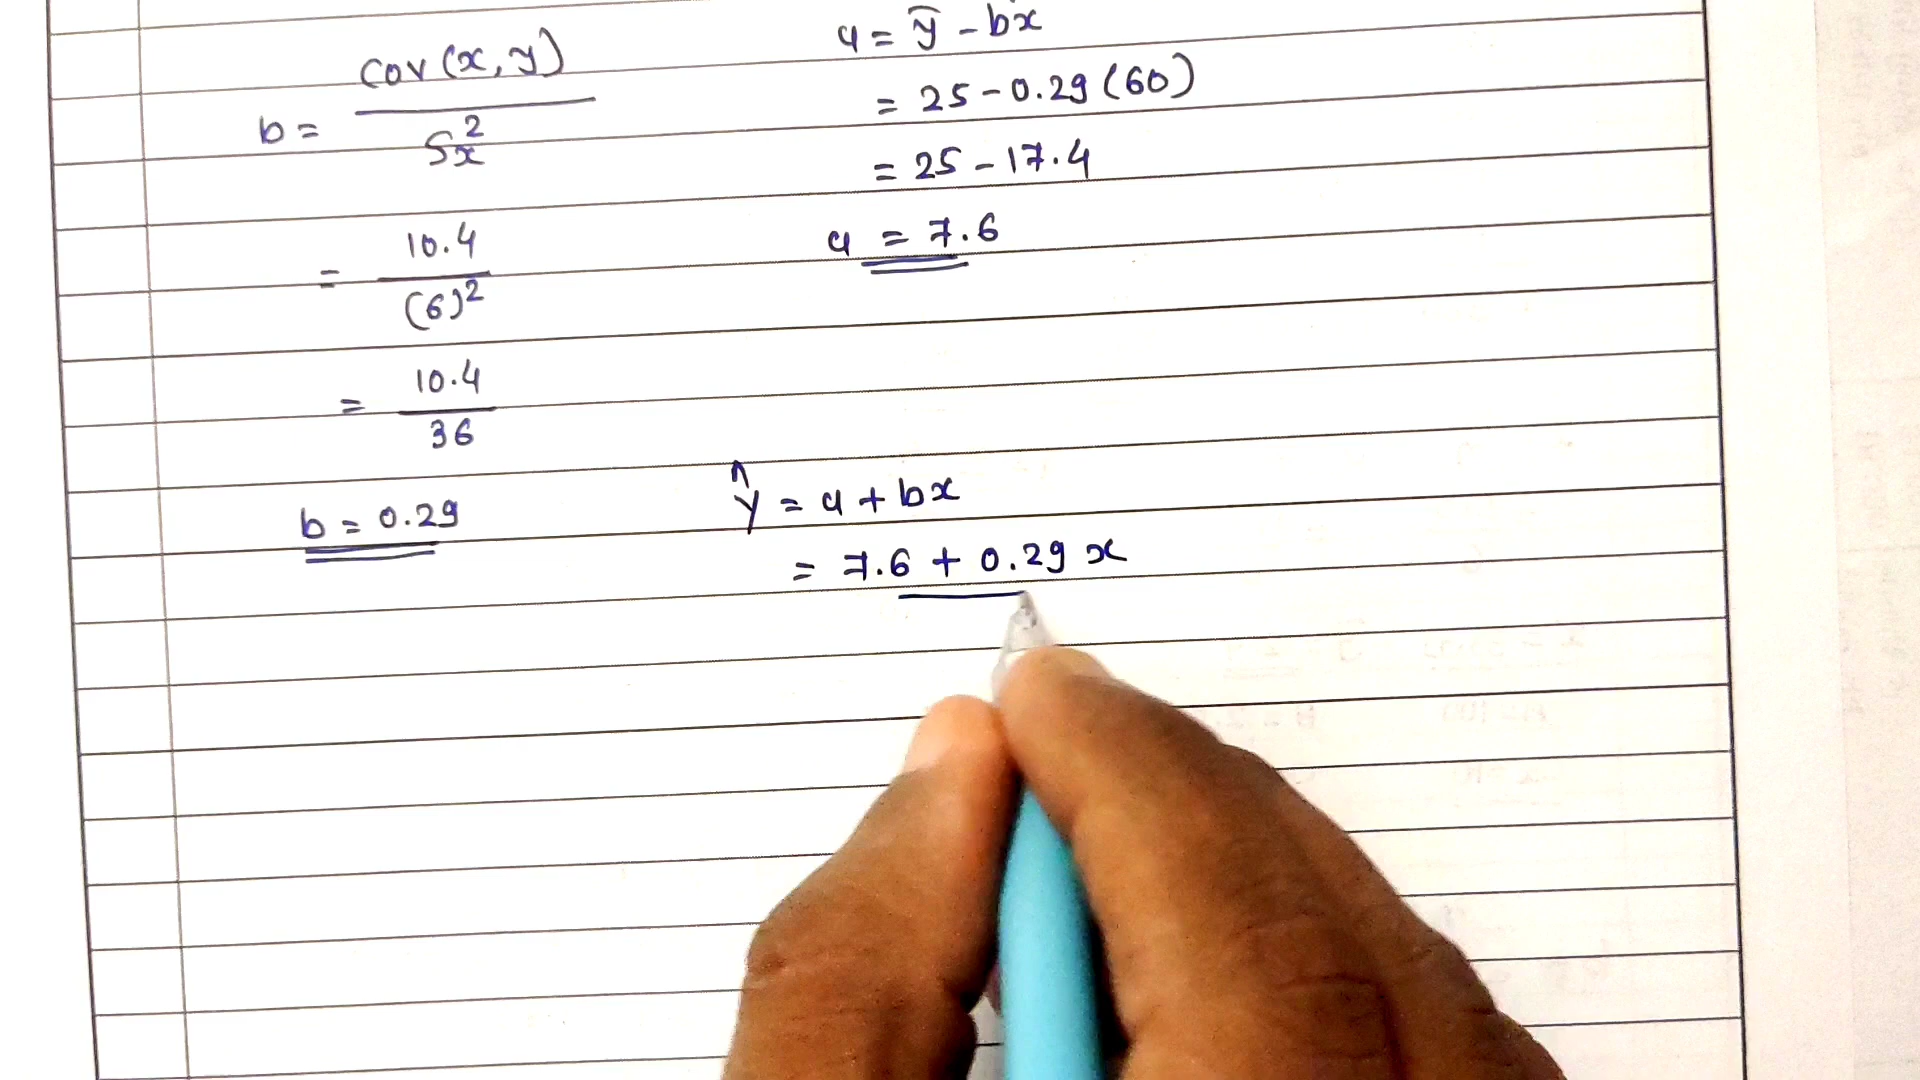 b = cov (x, y) / Sx²
= 10.4 / (6)²
= 10.4 / 36
b = 0.29
a = ȳ - bx
= 25 - 0.29 (60)
= 25 - 17.4
a = 7.6
ŷ = a + bx
= 7.6 + 0.29 x